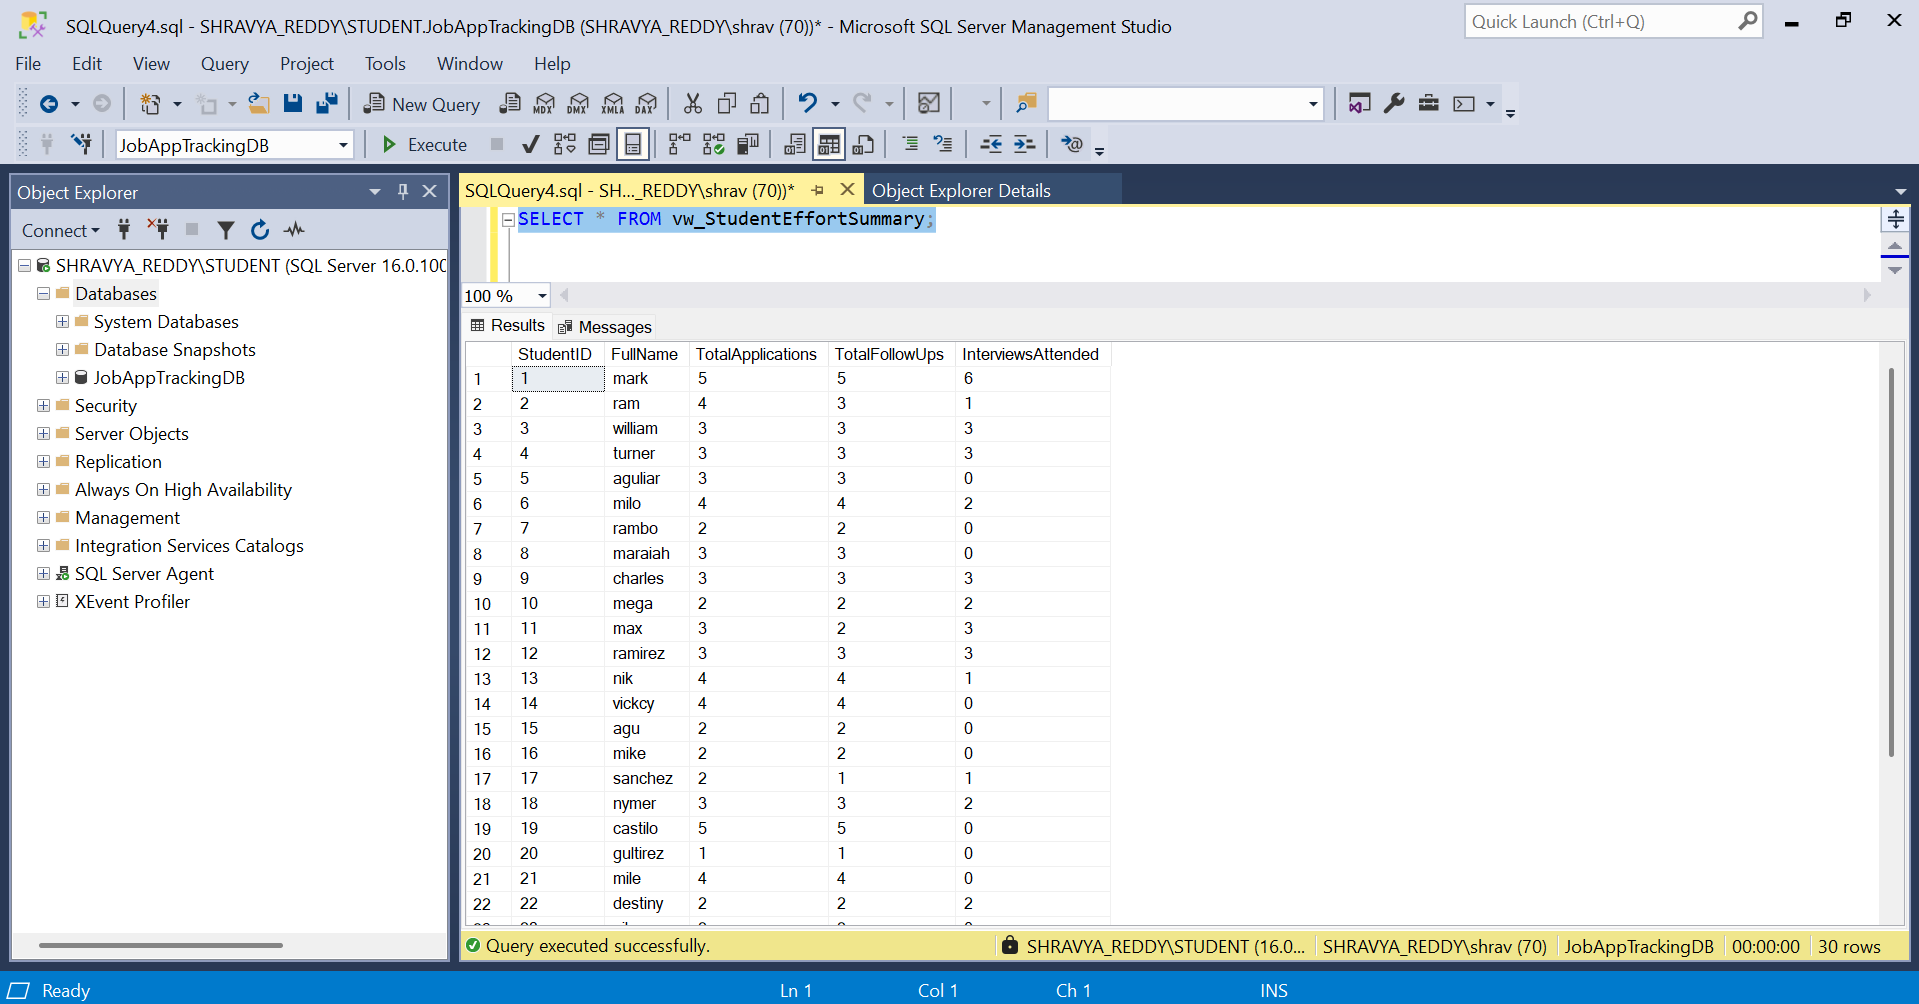 SQLQuery4.sql - SHRAVYA_REDDY\STUDENT.JobAppTrackingDB (SHRAVYA_REDDY\shrav (70))* - Microsoft SQL Server Management Studio
Quick Launch (Ctrl+Q)
File Edit View Query Project Tools Window Help
New Query MDX DMX XMLA DAX
JobAppTrackingDB Execute
Object Explorer
Connect
SHRAVYA_REDDY\STUDENT (SQL Server 16.0.100
Databases
System Databases
Database Snapshots
JobAppTrackingDB
Security
Server Objects
Replication
Always On High Availability
Management
Integration Services Catalogs
SQL Server Agent
XEvent Profiler
SQLQuery4.sql - SH..._REDDY\shrav (70))* Object Explorer Details
SELECT * FROM vw_StudentEffortSummary;
100 %
Results Messages
StudentID FullName TotalApplications TotalFollowUps InterviewsAttended
1 1 mark 5 5 6
2 2 ram 4 3 1
3 3 william 3 3 3
4 4 turner 3 3 3
5 5 aguliar 3 3 0
6 6 milo 4 4 2
7 7 rambo 2 2 0
8 8 maraiah 3 3 0
9 9 charles 3 3 3
10 10 mega 2 2 2
11 11 max 3 2 3
12 12 ramirez 3 3 3
13 13 nik 4 4 1
14 14 vickcy 4 4 0
15 15 agu 2 2 0
16 16 mike 2 2 0
17 17 sanchez 2 1 1
18 18 nymer 3 3 2
19 19 castilo 5 5 0
20 20 gultirez 1 1 0
21 21 mile 4 4 0
22 22 destiny 2 2 2
Query executed successfully. SHRAVYA_REDDY\STUDENT (16.0... SHRAVYA_REDDY\shrav (70) JobAppTrackingDB 00:00:00 30 rows
Ready Ln 1 Col 1 Ch 1 INS